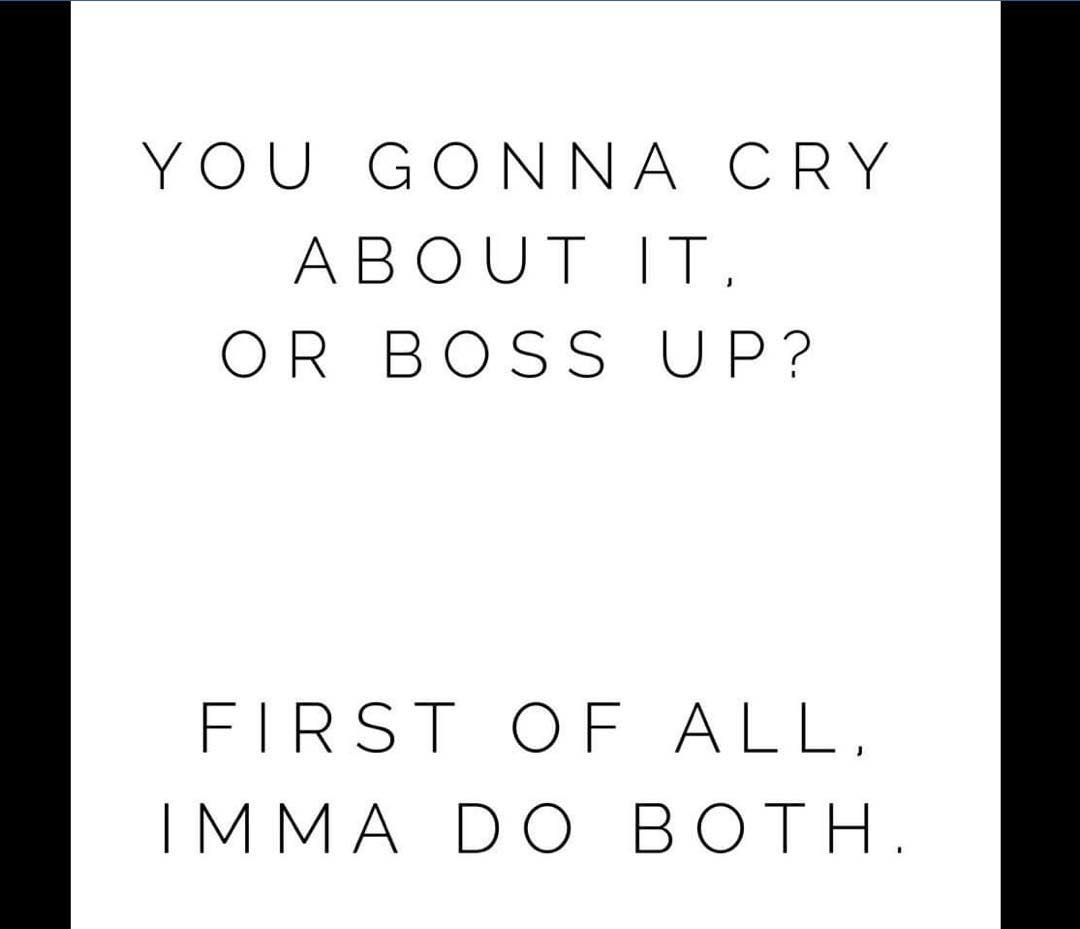 YOU GONNA CRY
ABOUT IT,
OR BOSS UP?
FIRST OF ALL,
IMMA DO BOTH.